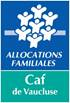 ALLOCATIONS
FAMILIALES
Caf
de Vaucluse